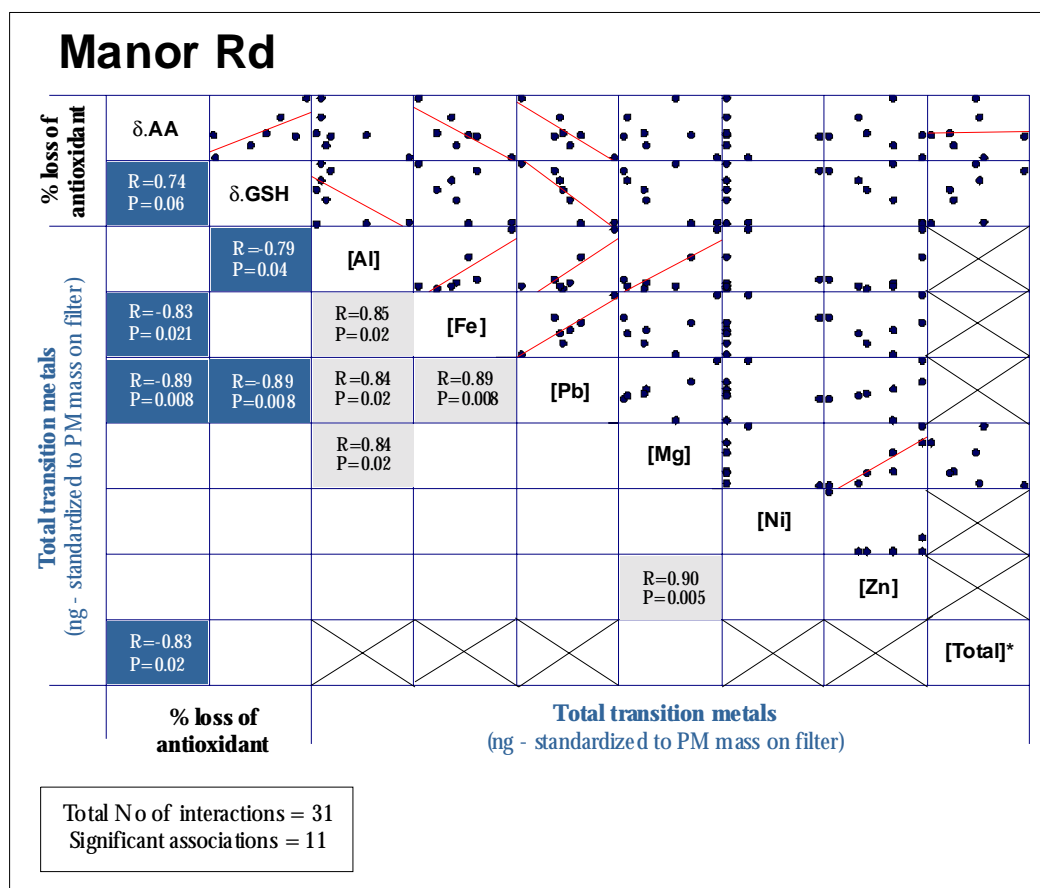 Manor Rd
% loss of
antioxidant
δ.AA
R=0.74
P=0.06
δ.GSH
Total transition metals
(ng - standardized to PM mass on filter)
R=-0.79
P=0.04
[Al]
R=-0.83
P=0.021
R=0.85
P=0.02
[Fe]
R=-0.89
P=0.008
R=-0.89
P=0.008
R=0.84
P=0.02
R=0.89
P=0.008
[Pb]
R=0.84
P=0.02
[Mg]
[Ni]
R=0.90
P=0.005
[Zn]
R=-0.83
P=0.02
[Total]*
% loss of
antioxidant
Total transition metals
(ng - standardized to PM mass on filter)
Total No of interactions = 31
Significant associations = 11